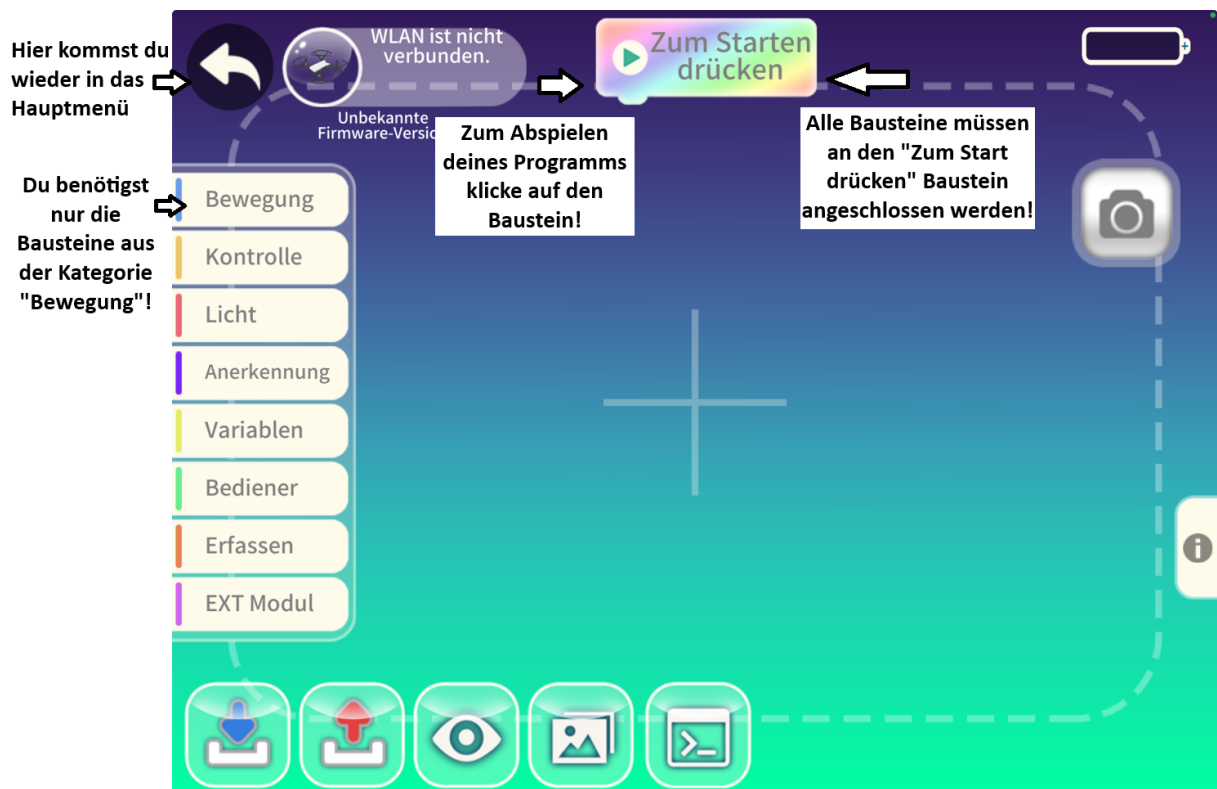 Hier kommst du
wieder in das
Hauptmenü
WLAN ist nicht
verbunden.
Unbekannte
Firmware-Versio
Zum Starten
drücken
Zum Abspielen
deines Programms
klicke auf den
Baustein!
Alle Bausteine müssen
an den "Zum Start
drücken" Baustein
angeschlossen werden!
Du benötigst
nur die
Bausteine aus
der Kategorie
"Bewegung"!
Bewegung
Kontrolle
Licht
Anerkennung
Variablen
Bediener
Erfassen
EXT Modul